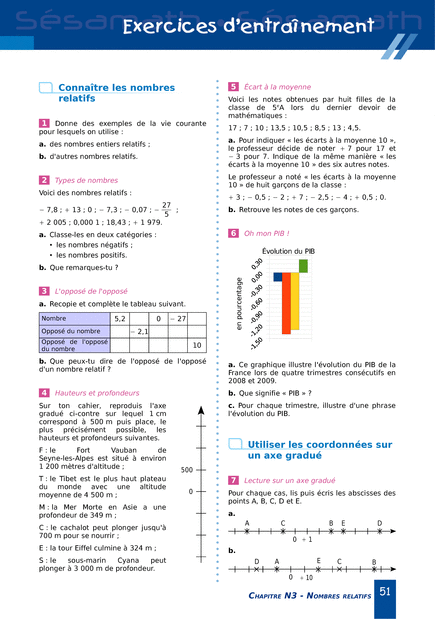 Sésamath Sésamath
Exercices d'entraînement
Connaître les nombres
relatifs
1 Donne des exemples de la vie courante
pour lesquels on utilise :
a. des nombres entiers relatifs ;
b. d'autres nombres relatifs.
2 Types de nombres
Voici des nombres relatifs :
− 7,8 ; + 13 ; 0 ; − 7,3 ; − 0,07 ; − 27/5 ;
+ 2 005 ; 0,000 1 ; 18,43 ; + 1 979.
a. Classe-les en deux catégories :
• les nombres négatifs ;
• les nombres positifs.
b. Que remarques-tu ?
3 L'opposé de l'opposé
a. Recopie et complète le tableau suivant.
Nombre 5,2 0 − 27
Opposé du nombre − 2,1
Opposé de l'opposé
du nombre 10
b. Que peux-tu dire de l'opposé de l'opposé
d'un nombre relatif ?
4 Hauteurs et profondeurs
Sur ton cahier, reproduis l'axe
gradué ci-contre sur lequel 1 cm
correspond à 500 m puis place, le
plus précisément possible, les
hauteurs et profondeurs suivantes.
F : le Fort Vauban de
Seyne-les-Alpes est situé à environ
1 200 mètres d'altitude ;
T : le Tibet est le plus haut plateau
du monde avec une altitude
moyenne de 4 500 m ;
M : la Mer Morte en Asie a une
profondeur de 349 m ;
C : le cachalot peut plonger jusqu'à
700 m pour se nourrir ;
E : la tour Eiffel culmine à 324 m ;
S : le sous-marin Cyana peut
plonger à 3 000 m de profondeur.
500
0
5 Écart à la moyenne
Voici les notes obtenues par huit filles de la
classe de 5eA lors du dernier devoir de
mathématiques :
17 ; 7 ; 10 ; 13,5 ; 10,5 ; 8,5 ; 13 ; 4,5.
a. Pour indiquer « les écarts à la moyenne 10 »,
le professeur décide de noter + 7 pour 17 et
− 3 pour 7. Indique de la même manière « les
écarts à la moyenne 10 » des six autres notes.
Le professeur a noté « les écarts à la moyenne
10 » de huit garçons de la classe :
+ 3 ; − 0,5 ; − 2 ; + 7 ; − 2,5 ; − 4 ; + 0,5 ; 0.
b. Retrouve les notes de ces garçons.
6 Oh mon PIB !
Évolution du PIB
en pourcentage
0,30
0,00
-0,30
-0,60
-0,90
-1,20
-1,50
a. Ce graphique illustre l'évolution du PIB de la
France lors de quatre trimestres consécutifs en
2008 et 2009.
b. Que signifie « PIB » ?
c. Pour chaque trimestre, illustre d'une phrase
l'évolution du PIB.
Utiliser les coordonnées sur
un axe gradué
7 Lecture sur un axe gradué
Pour chaque cas, lis puis écris les abscisses des
points A, B, C, D et E.
a.
A C B E D
0 + 1
b.
D A E C B
0 + 10
Chapitre N3 - Nombres relatifs 51